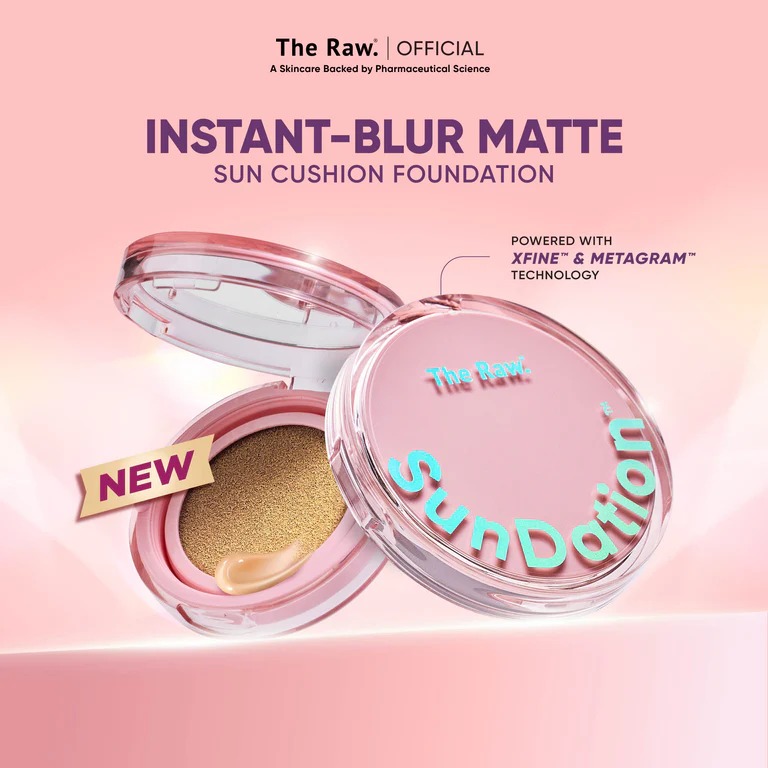 The Raw.® | OFFICIAL
A Skincare Backed by Pharmaceutical Science
INSTANT-BLUR MATTE
SUN CUSHION FOUNDATION
POWERED WITH
XFINE™ & METAGRAM™
TECHNOLOGY
The Raw.
SunDation™
NEW